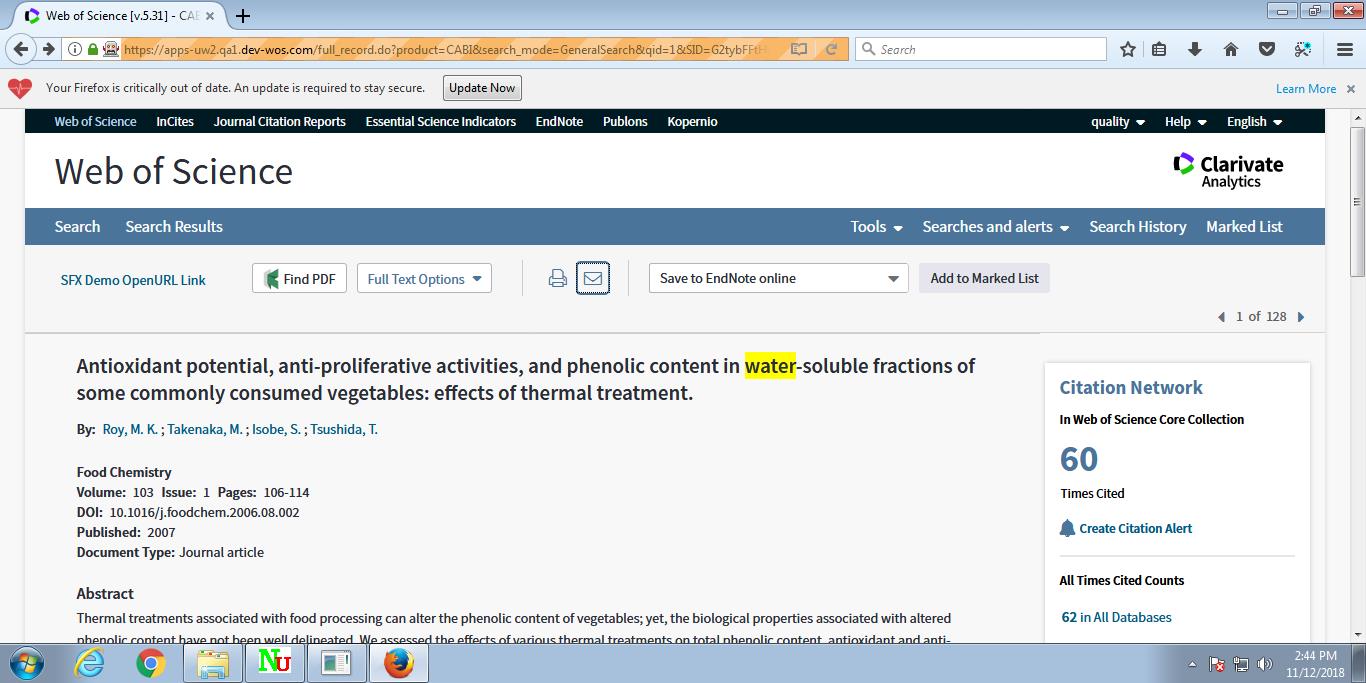 Web of Science [v.5.31] - CAB
https://apps-uw2.qa1.dev-wos.com/full_record.do?product=CABI&search_mode=GeneralSearch&qid=1&SID=G2tybFFtH
Search
Your Firefox is critically out of date. An update is required to stay secure.
Update Now
Learn More
Web of Science InCites Journal Citation Reports Essential Science Indicators EndNote Publons Kopernio
quality Help English
Web of Science
Clarivate
Analytics
Search Search Results Tools Searches and alerts Search History Marked List
SFX Demo OpenURL Link Find PDF Full Text Options Save to EndNote online Add to Marked List
1 of 128
Antioxidant potential, anti-proliferative activities, and phenolic content in water-soluble fractions of
some commonly consumed vegetables: effects of thermal treatment.
By: Roy, M. K. ; Takenaka, M. ; Isobe, S. ; Tsushida, T.
Food Chemistry
Volume: 103 Issue: 1 Pages: 106-114
DOI: 10.1016/j.foodchem.2006.08.002
Published: 2007
Document Type: Journal article
Abstract
Thermal treatments associated with food processing can alter the phenolic content of vegetables; yet, the biological properties associated with altered
phenolic content have not been well delineated. We assessed the effects of various thermal treatments on total phenolic content, antioxidant and anti-
Citation Network
In Web of Science Core Collection
60
Times Cited
Create Citation Alert
All Times Cited Counts
62 in All Databases
NU
2:44 PM
11/12/2018